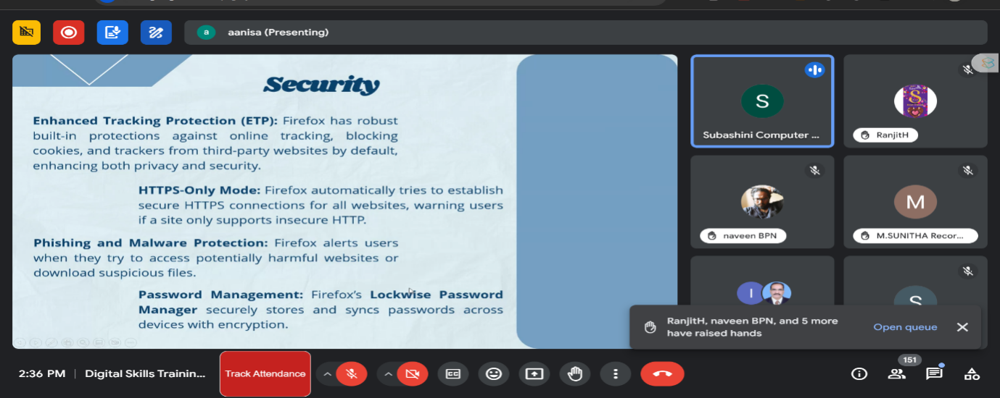 a aanisa (Presenting)
Security
Enhanced Tracking Protection (ETP): Firefox has robust
built-in protections against online tracking, blocking
cookies, and trackers from third-party websites by default,
enhancing both privacy and security.
HTTPS-Only Mode: Firefox automatically tries to establish
secure HTTPS connections for all websites, warning users
if a site only supports insecure HTTP.
Phishing and Malware Protection: Firefox alerts users
when they try to access potentially harmful websites or
download suspicious files.
Password Management: Firefox's Lockwise Password
Manager securely stores and syncs passwords across
devices with encryption.
S
Subashini Computer ...
S
RanjitH
naveen BPN
M
M.SUNITHA Recor...
I
S
RanjitH, naveen BPN, and 5 more
have raised hands
Open queue
2:36 PM | Digital Skills Trainin...
Track Attendance
CC
151